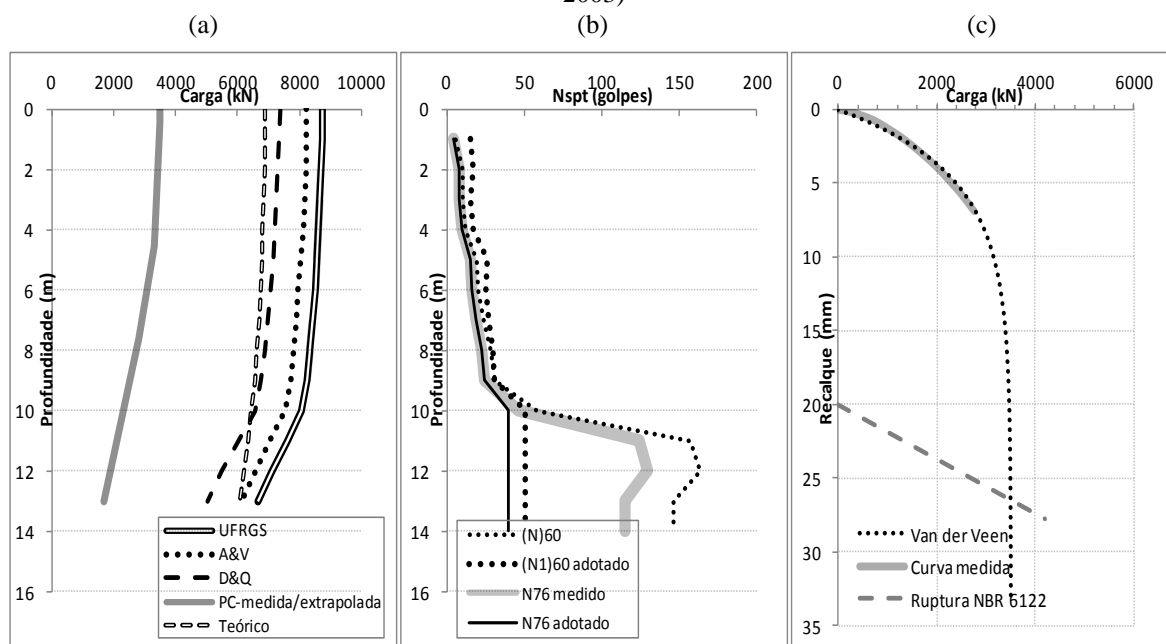 2005)
(a) (b) (c)
0 2000 4000 6000 8000 10000
Carga (kN)
0
2
4
6
8
10
12
14
16
Profundidade (m)
UFRGS
A&V
D&Q
PC-medida/extrapolada
Teórico
0 50 100 150 200
Nspt (golpes)
0
2
4
6
8
10
12
14
16
Profundidade (m)
(N)60
(N1)60 adotado
N76 medido
N76 adotado
0 2000 4000 6000
Carga (kN)
0
5
10
15
20
25
30
35
Recalque (mm)
Van der Veen
Curva medida
Ruptura NBR 6122